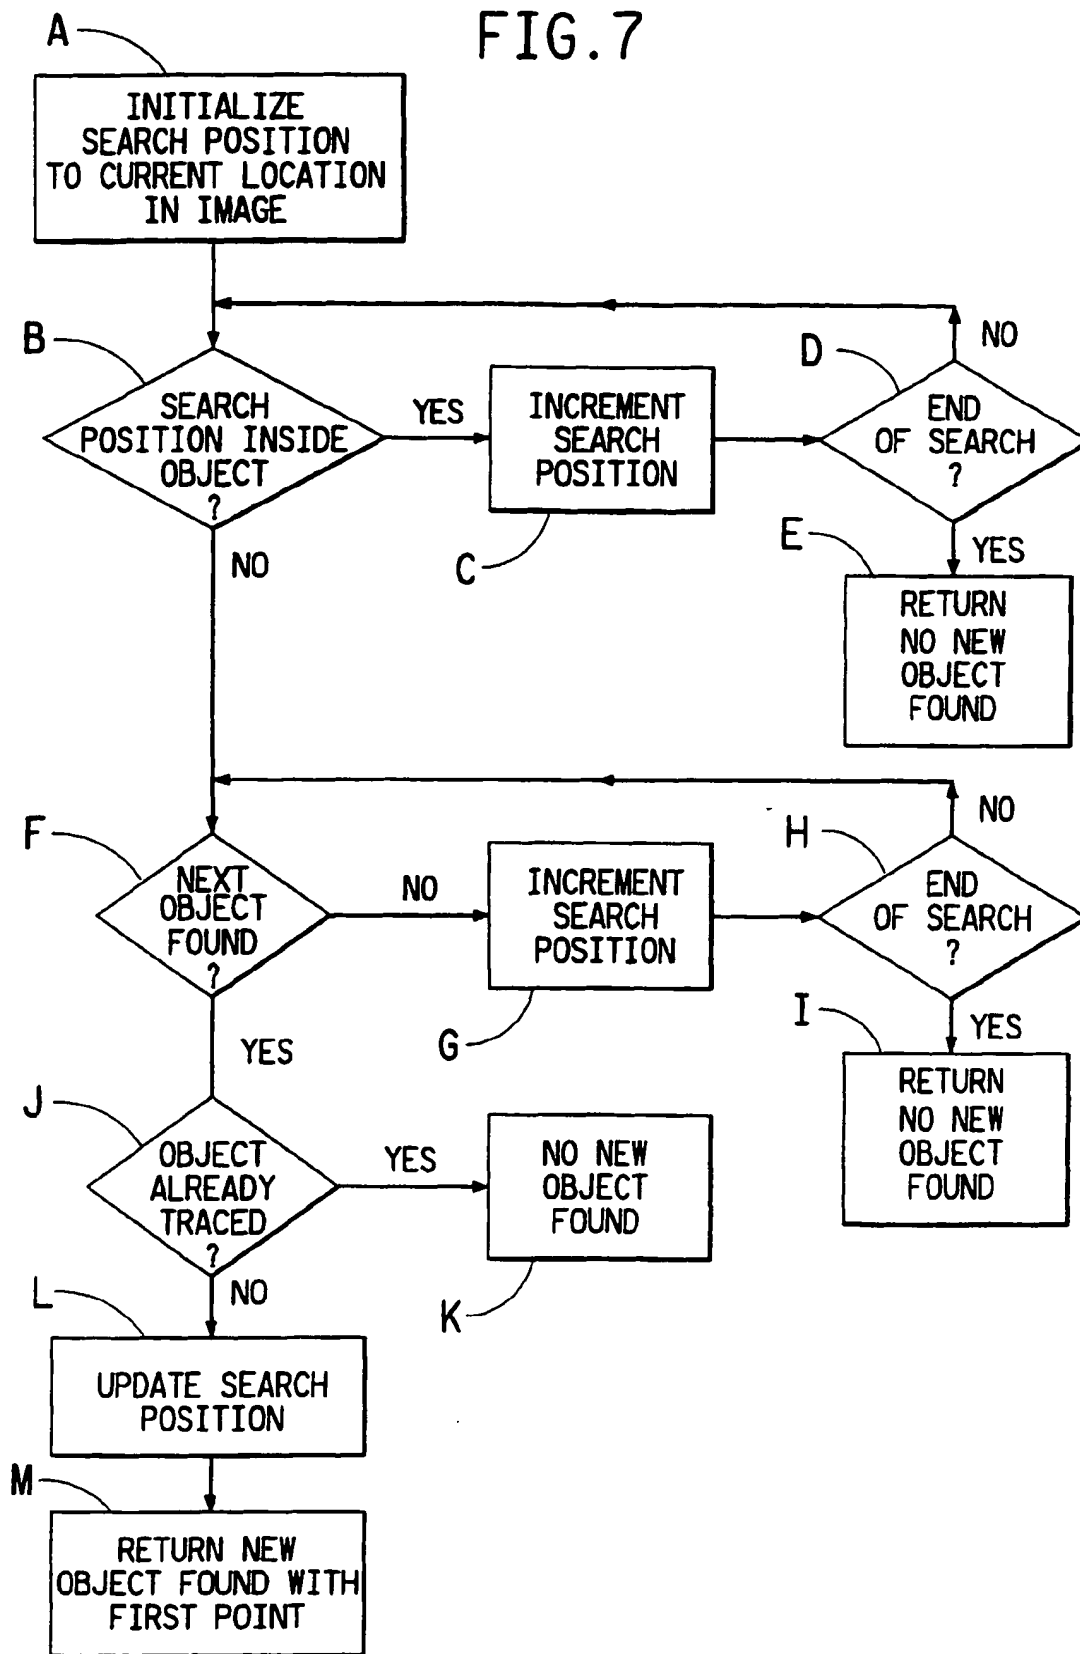 FIG.7
A
INITIALIZE
SEARCH POSITION
TO CURRENT LOCATION
IN IMAGE
B
SEARCH
POSITION INSIDE
OBJECT
?
YES
NO
INCREMENT
SEARCH
POSITION
C
D
END
OF SEARCH
?
NO
YES
E
RETURN
NO NEW
OBJECT
FOUND
F
NEXT
OBJECT
FOUND
?
NO
YES
INCREMENT
SEARCH
POSITION
G
H
END
OF SEARCH
?
NO
YES
I
RETURN
NO NEW
OBJECT
FOUND
J
OBJECT
ALREADY
TRACED
?
YES
NO
NO NEW
OBJECT
FOUND
K
L
UPDATE SEARCH
POSITION
M
RETURN NEW
OBJECT FOUND WITH
FIRST POINT